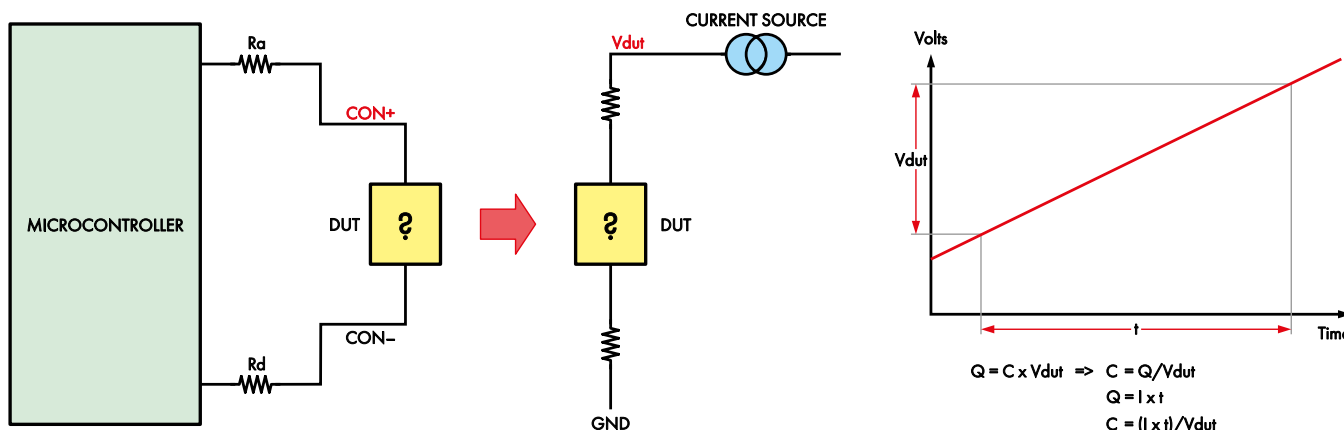 MICROCONTROLLER
Ra
CON+
DUT
?
CON–
Rd
CURRENT SOURCE
Vdut
?
DUT
GND
Volts
Vdut
t
Time
Q = C x Vdut => C = Q/Vdut
Q = I x t
C = (I x t)/Vdut